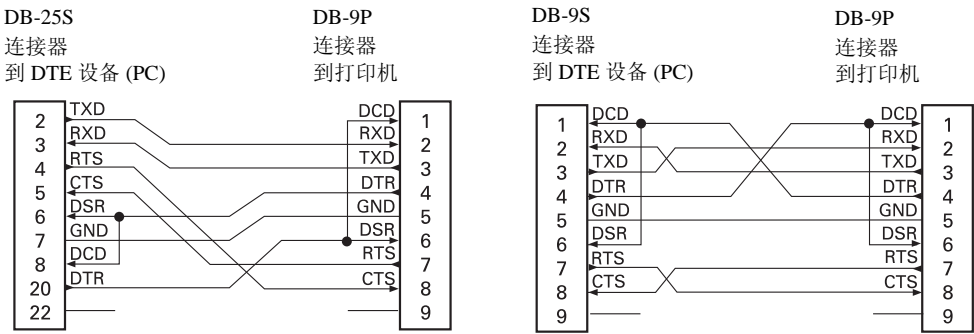 DB-25S
连接器
到 DTE 设备 (PC)
DB-9P
连接器
到打印机
2 TXD
3 RXD
4 RTS
5 CTS
6 DSR
7 GND
8 DCD
20 DTR
22
DCD 1
RXD 2
TXD 3
DTR 4
GND 5
DSR 6
RTS 7
CTS 8
9
DB-9S
连接器
到 DTE 设备 (PC)
DB-9P
连接器
到打印机
1 DCD
2 RXD
3 TXD
4 DTR
5 GND
6 DSR
7 RTS
8 CTS
9
DCD 1
RXD 2
TXD 3
DTR 4
GND 5
DSR 6
RTS 7
CTS 8
9